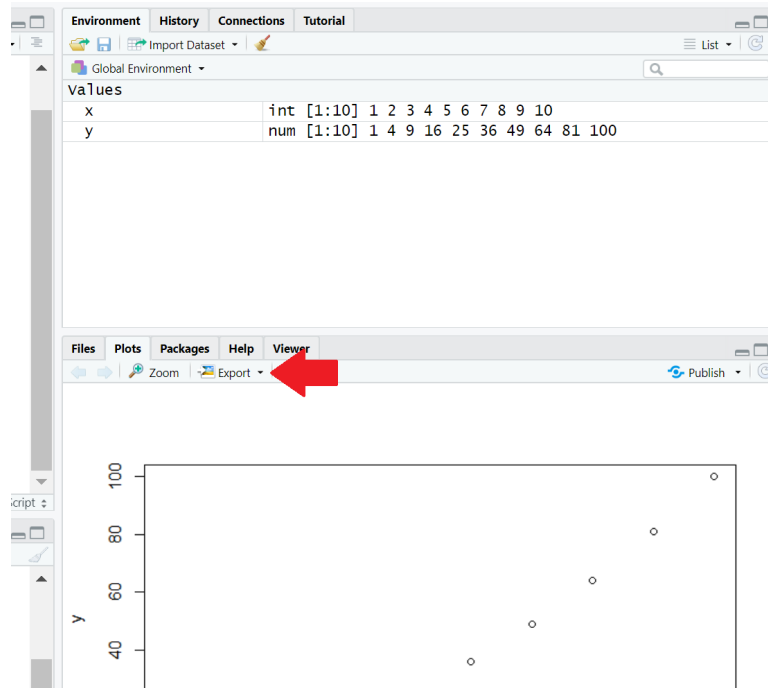 Environment History Connections Tutorial
Import Dataset List
Global Environment
Values
x int [1:10] 1 2 3 4 5 6 7 8 9 10
y num [1:10] 1 4 9 16 25 36 49 64 81 100
Files Plots Packages Help Viewer
Zoom Export Publish
100
cript
80
60
y
40